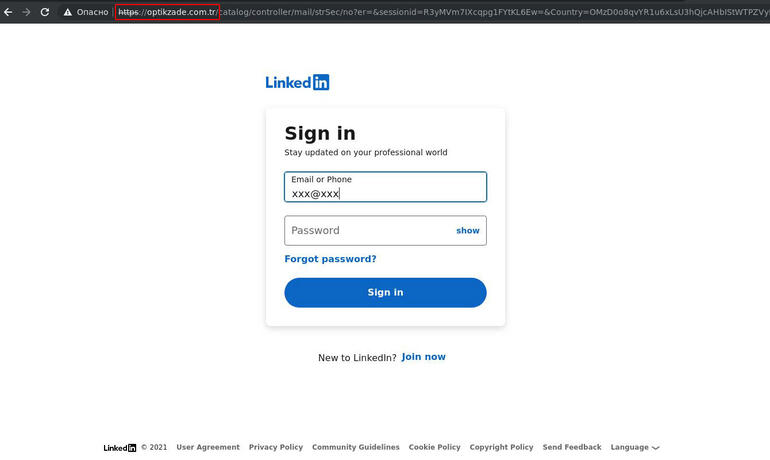 Опасно | https://optikzade.com.tr/catalog/controller/mail/strSec/no?er=&sessionid=R3yMVm7IXcqpg1FYtKL6Ew=&Country=OMzD0o8qvYR1u6xLsU3hQjcAHbIStWTPZVy
LinkedIn
Sign in
Stay updated on your professional world
Email or Phone
xxx@xxx
Password show
Forgot password?
Sign in
New to LinkedIn? Join now
LinkedIn © 2021 User Agreement Privacy Policy Community Guidelines Cookie Policy Copyright Policy Send Feedback Language